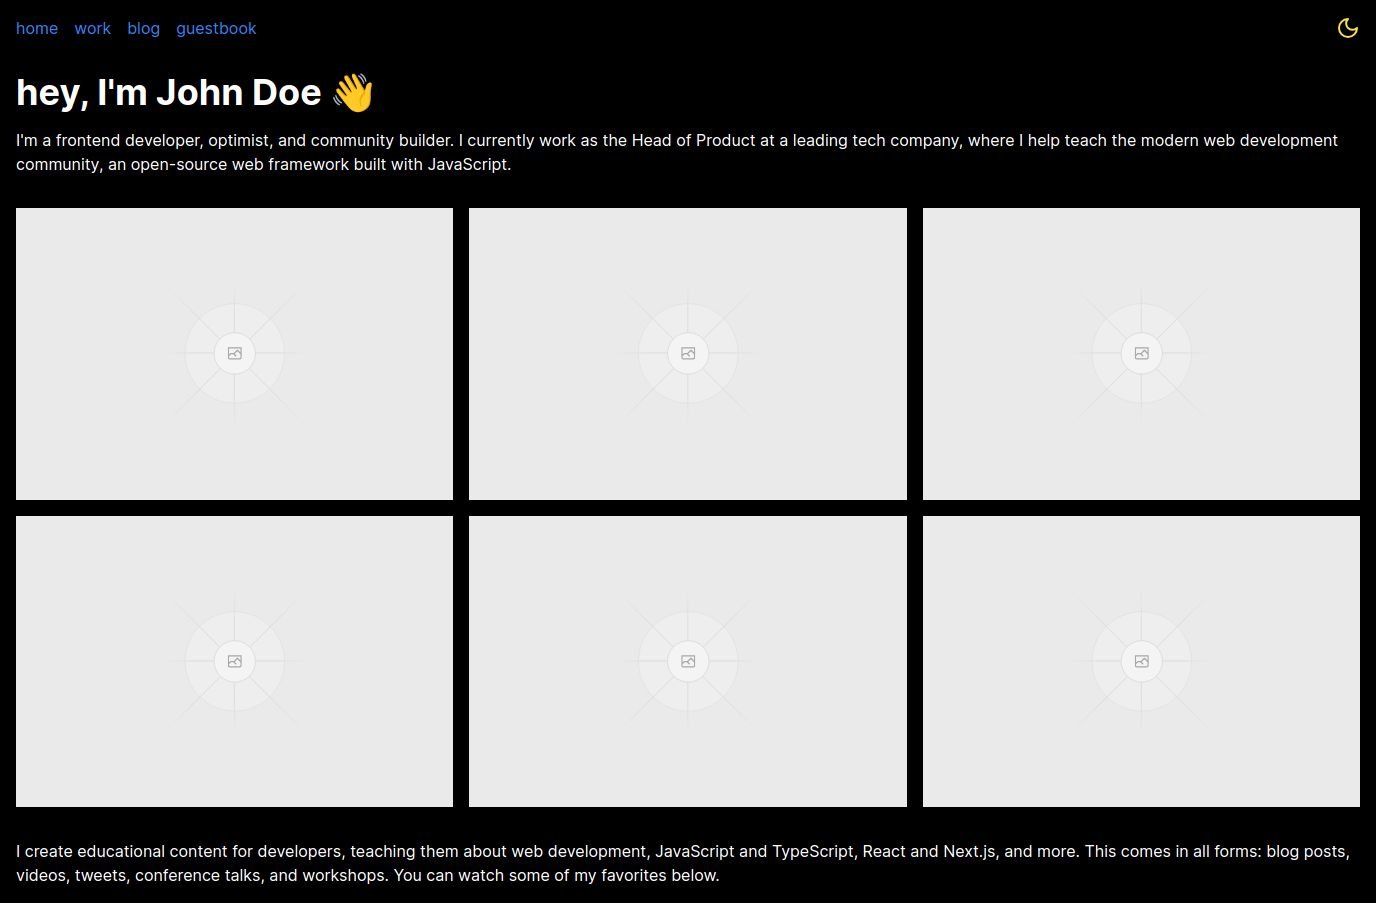 home work blog guestbook
hey, I'm John Doe 👋
I'm a frontend developer, optimist, and community builder. I currently work as the Head of Product at a leading tech company, where I help teach the modern web development
community, an open-source web framework built with JavaScript.
I create educational content for developers, teaching them about web development, JavaScript and TypeScript, React and Next.js, and more. This comes in all forms: blog posts,
videos, tweets, conference talks, and workshops. You can watch some of my favorites below.